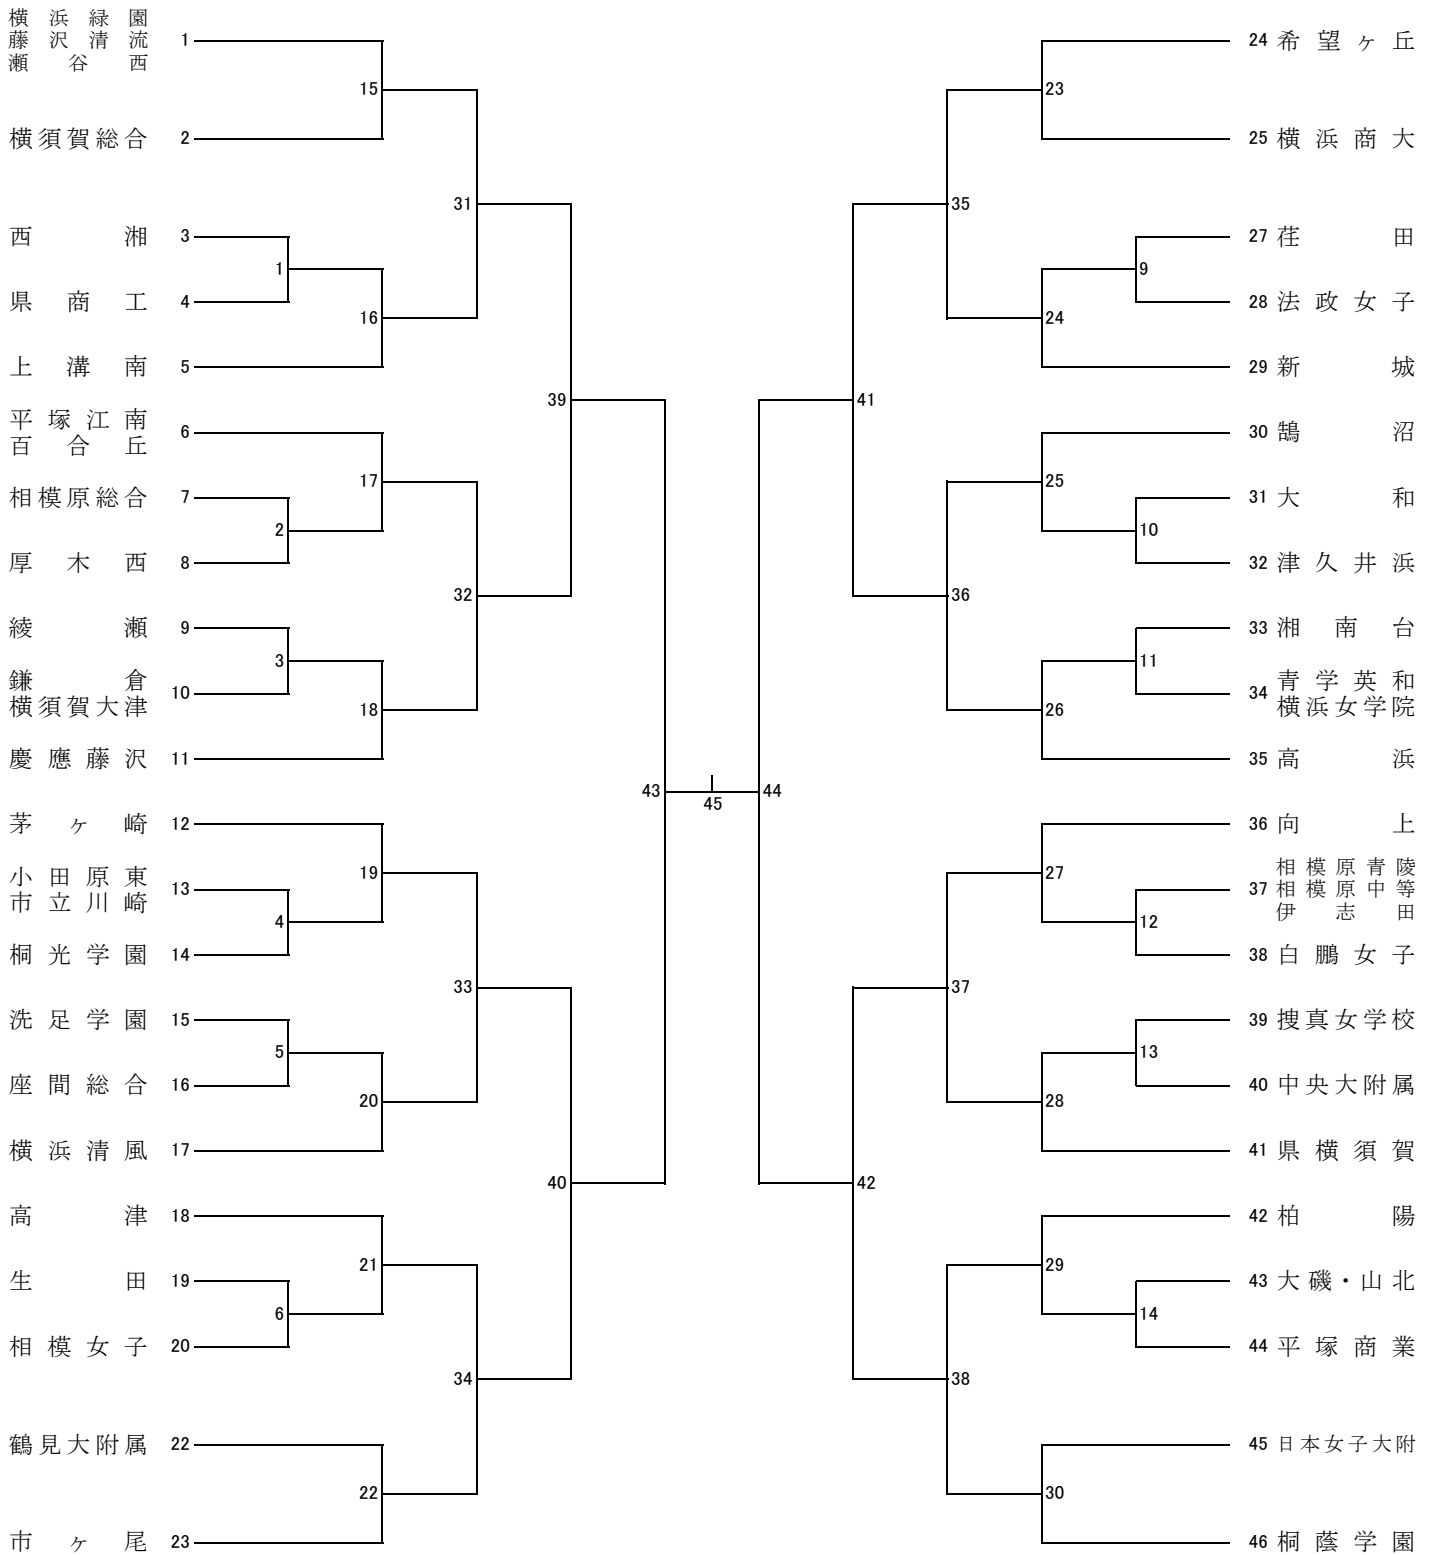 横浜緑園
藤沢清流 1
瀬谷西
15
横須賀総合 2
31
西湘 3
1
県商工 4
16
上溝南 5
39
平塚江南
百合丘 6
17
相模原総合 7
2
厚木西 8
32
綾瀬 9
3
鎌倉
横須賀大津 10
18
慶應藤沢 11
43
茅ヶ崎 12
19
小田原東
市立川崎 13
4
桐光学園 14
33
洗足学園 15
5
座間総合 16
20
横浜清風 17
40
高津 18
21
生田 19
6
相模女子 20
34
鶴見大附属 22
22
市ヶ尾 23
45
24 希望ヶ丘
23
25 横浜商大
35
27 荏田
9
28 法政女子
24
29 新城
41
30 鵠沼
25
31 大和
10
32 津久井浜
36
33 湘南台
11
34 青学英和
横浜女学院
26
35 高浜
44
36 向上
27
相模原青陵
37 相模原中等
伊志田
12
38 白鵬女子
37
39 捜真女学校
13
40 中央大附属
28
41 県横須賀
42
42 柏陽
29
43 大磯・山北
14
44 平塚商業
38
45 日本女子大附
30
46 桐蔭学園